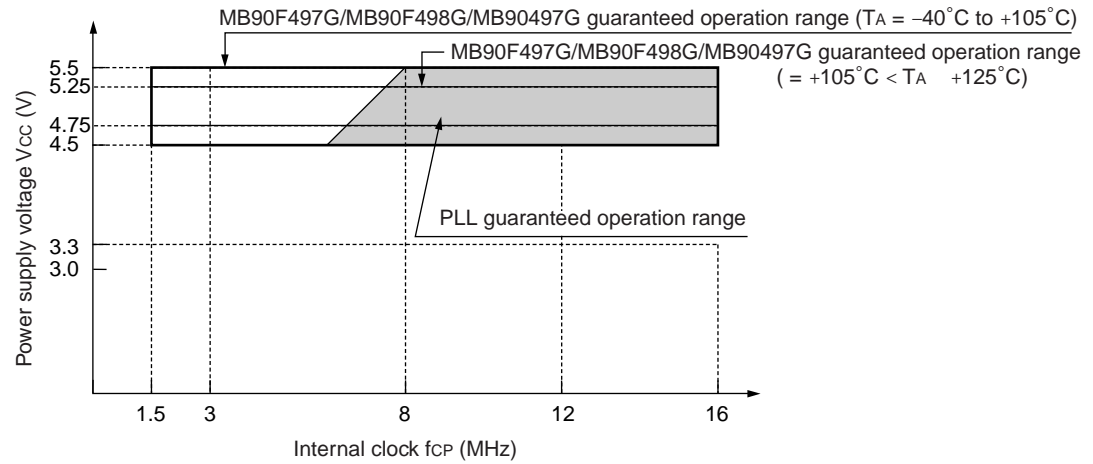 MB90F497G/MB90F498G/MB90497G guaranteed operation range (TA = −40˚C to +105˚C)
MB90F497G/MB90F498G/MB90497G guaranteed operation range
( = +105˚C < TA +125˚C)
5.5
5.25
4.75
4.5
3.3
3.0
Power supply voltage VCC (V)
PLL guaranteed operation range
1.5 3 8 12 16
Internal clock fCP (MHz)